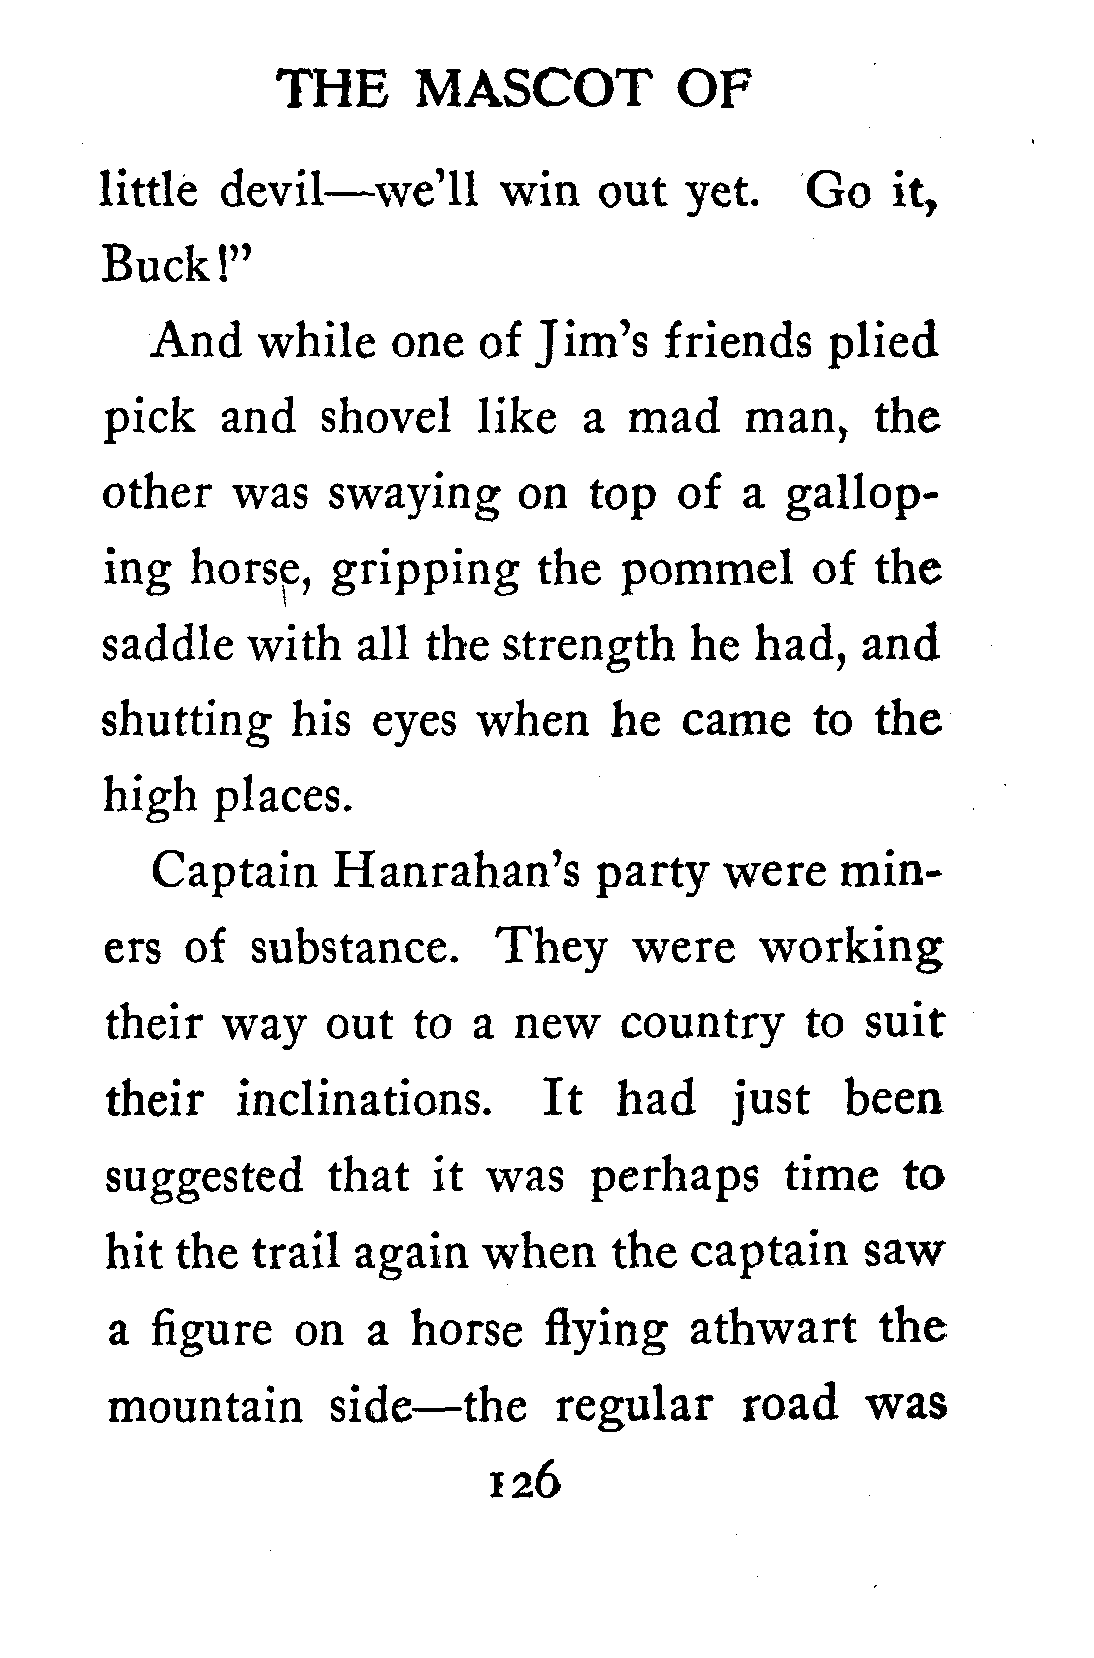 THE MASCOT OF
little devil—we'll win out yet. Go it,
Buck!”
And while one of Jim's friends plied
pick and shovel like a mad man, the
other was swaying on top of a gallop-
ing horse, gripping the pommel of the
saddle with all the strength he had, and
shutting his eyes when he came to the
high places.
Captain Hanrahan's party were min-
ers of substance. They were working
their way out to a new country to suit
their inclinations. It had just been
suggested that it was perhaps time to
hit the trail again when the captain saw
a figure on a horse flying athwart the
mountain side—the regular road was
126